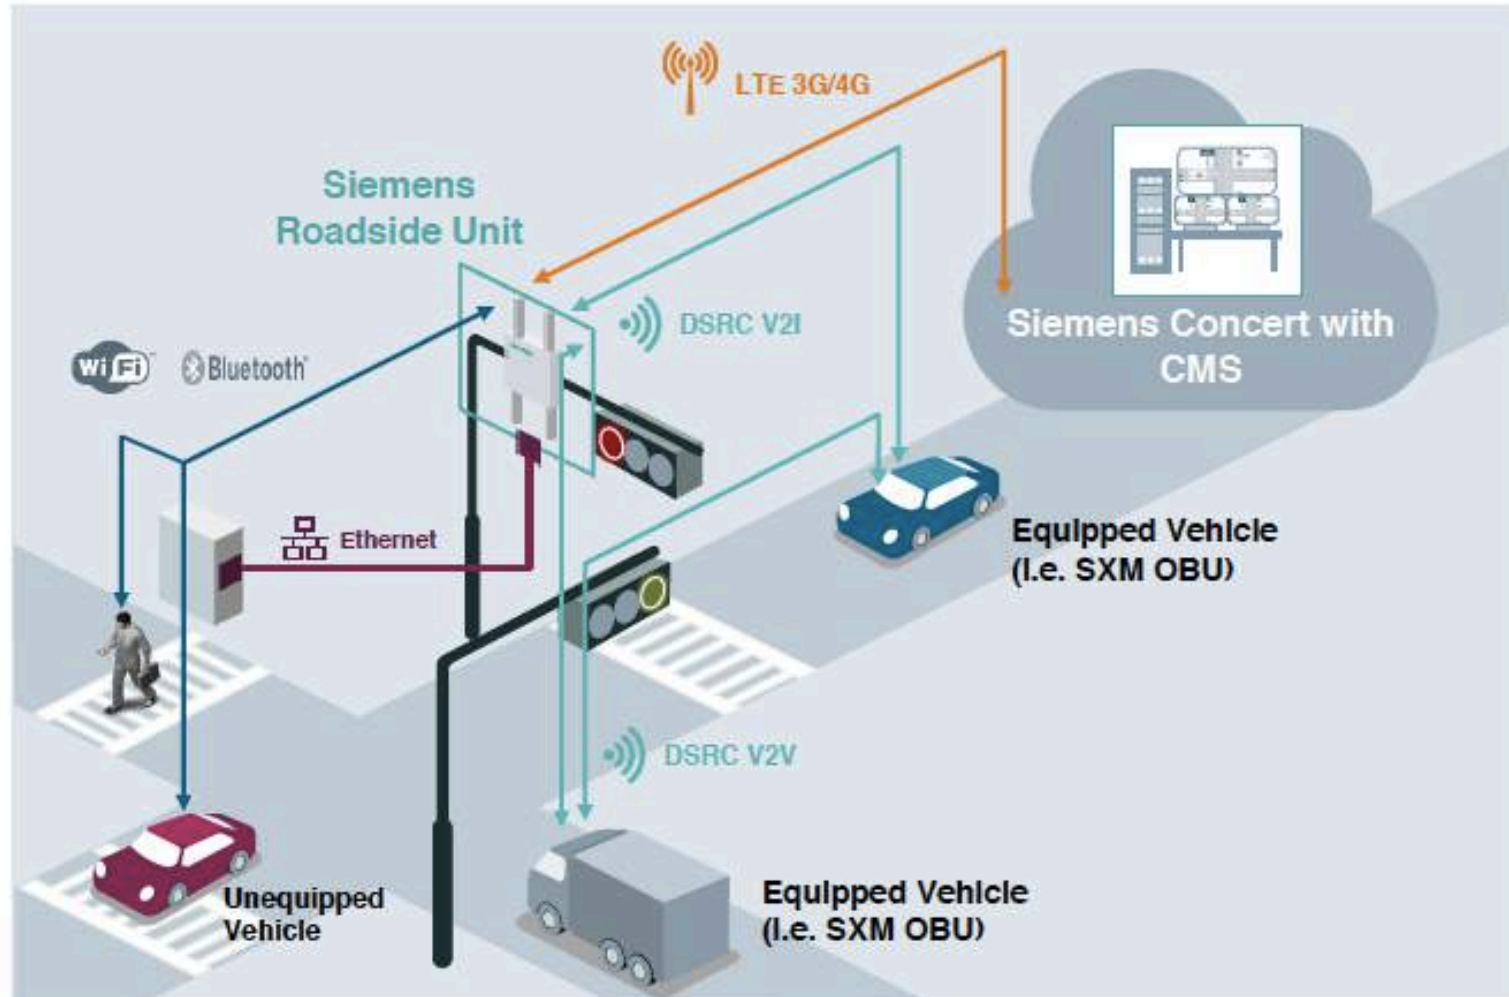 LTE 3G/4G
Siemens
Roadside Unit
DSRC V2I
Siemens Concert with
CMS
WiFi
Bluetooth
Ethernet
Equipped Vehicle
(i.e. SXM OBU)
DSRC V2V
Unequipped
Vehicle
Equipped Vehicle
(i.e. SXM OBU)